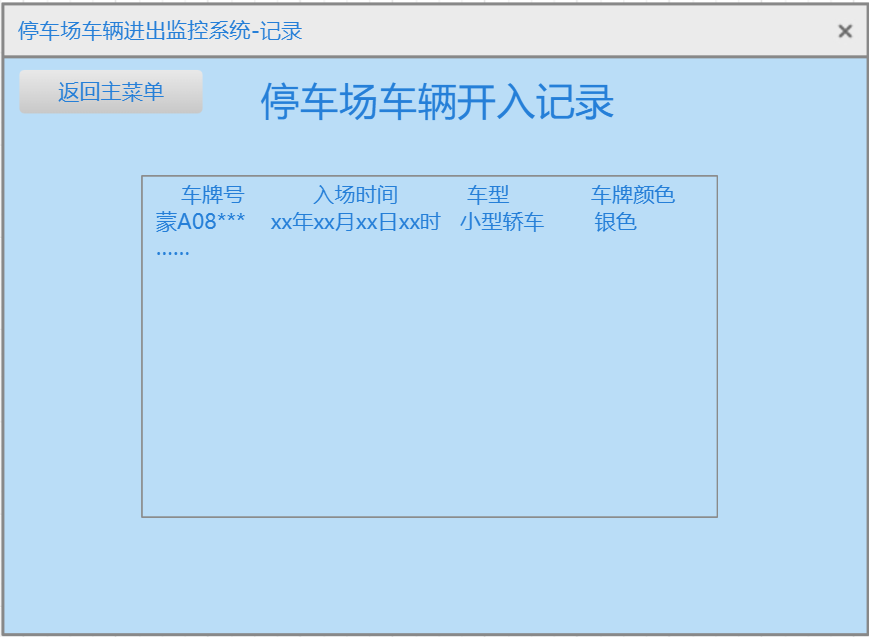 停车场车辆进出监控系统-记录
返回主菜单
停车场车辆开入记录
车牌号 入场时间 车型 车牌颜色
蒙A08*** xx年xx月xx日xx时 小型轿车 银色
......